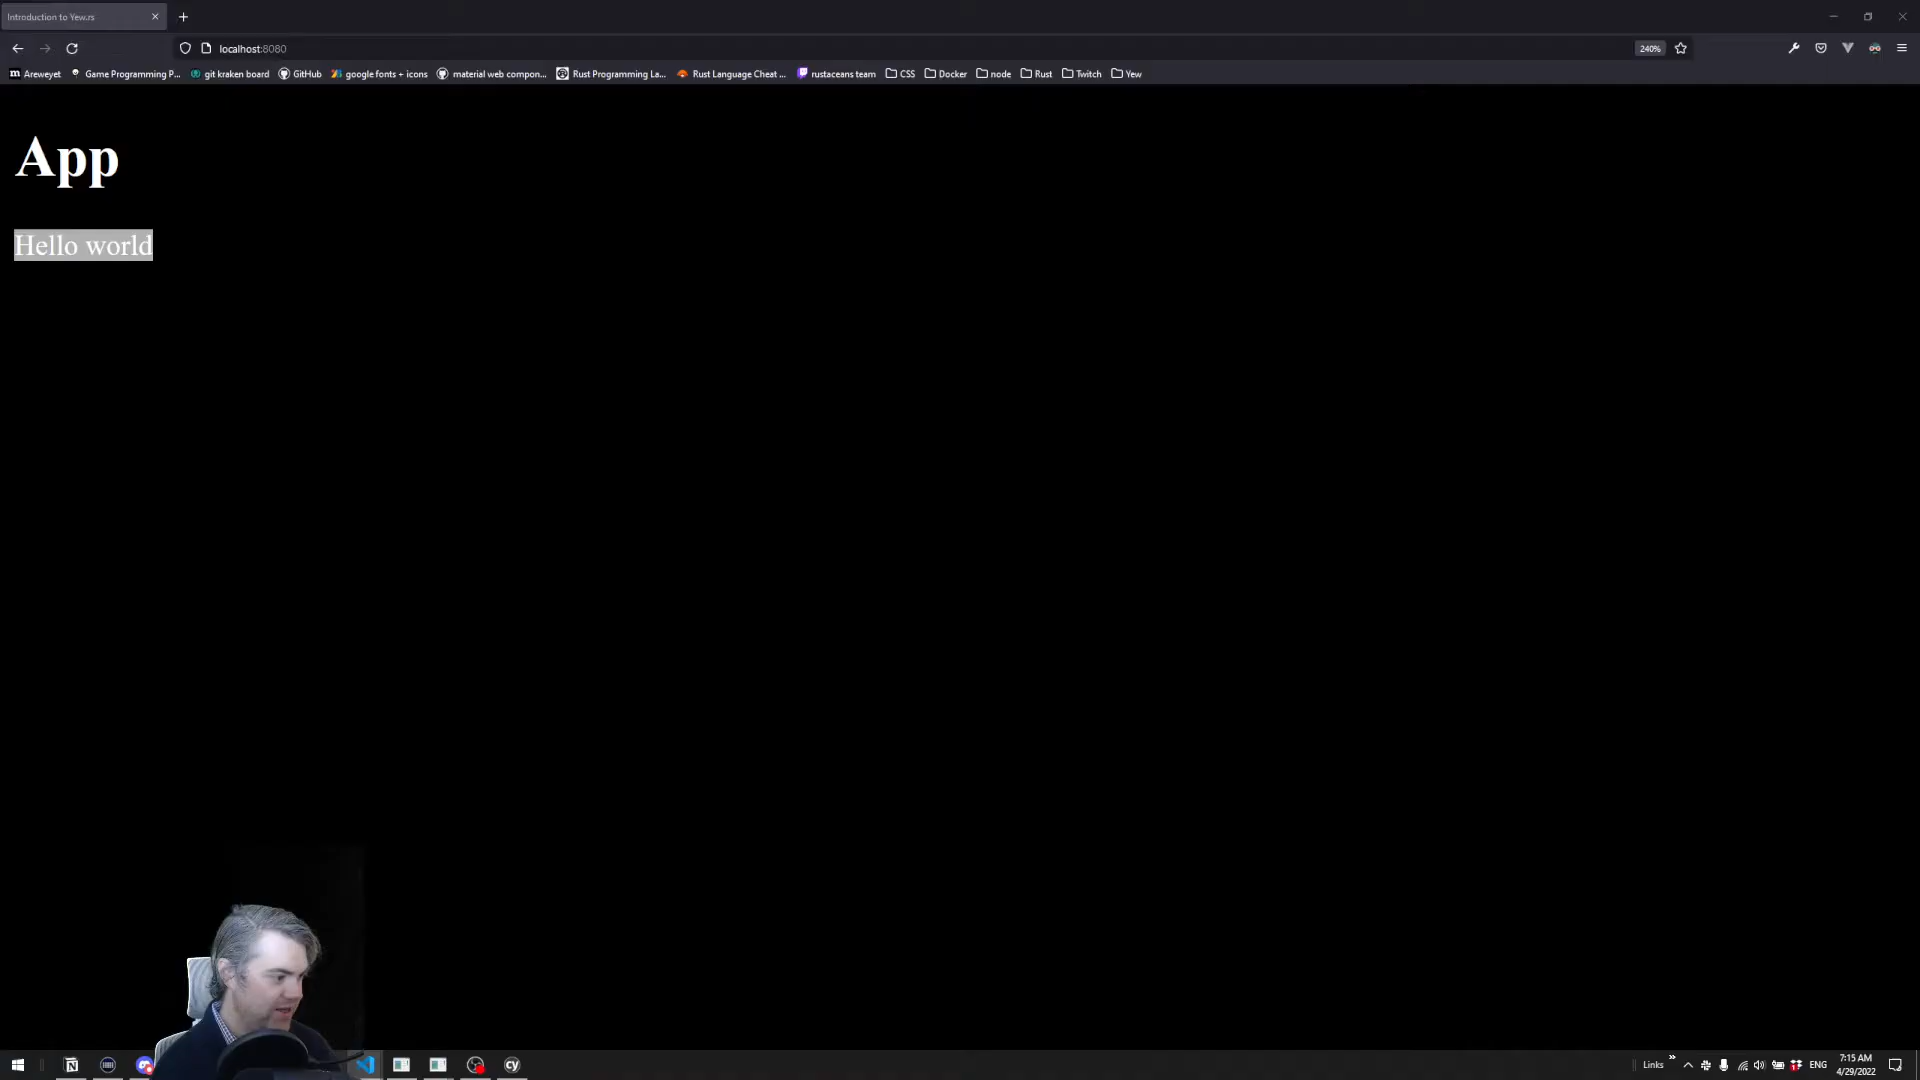 Introduction to Yew.rs
localhost:8080
240%
Areweyet
Game Programming P...
git kraken board
GitHub
google fonts + icons
material web compon...
Rust Programming La...
Rust Language Cheat ...
rustaceans team
CSS
Docker
node
Rust
Twitch
Yew
App
Hello world
Links
ENG
7:15 AM
4/29/2022